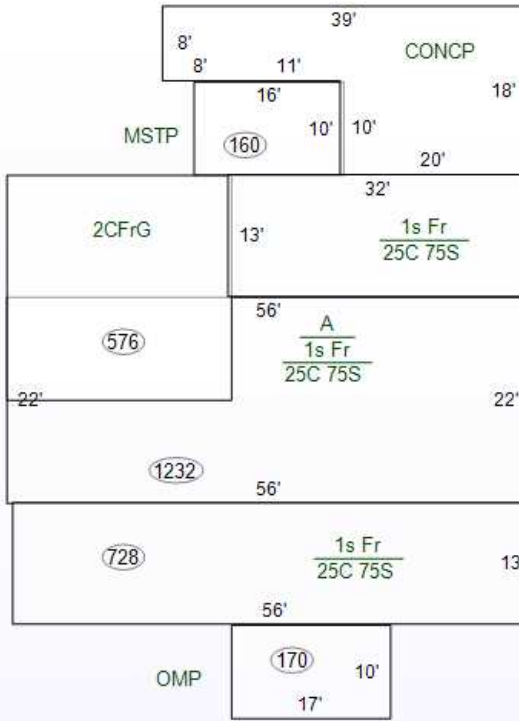 39'
8'
CONCP
8'
11'
18'
16'
MSTP
10'
10'
160
20'
32'
2CFrG
13'
1s Fr
25C 75S
56'
A
1s Fr
25C 75S
576
22'
22'
1232
56'
728
1s Fr
25C 75S
13
56'
170
10'
OMP
17'